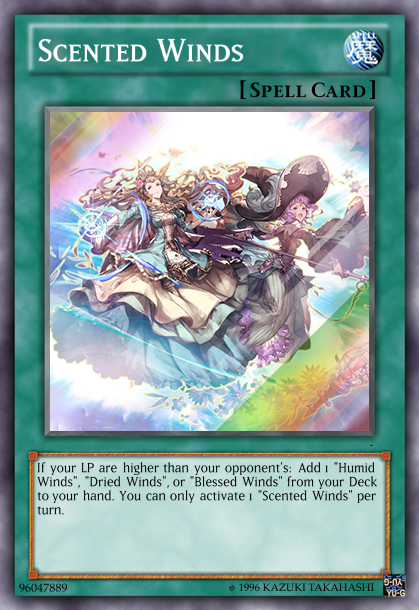 SCENTED WINDS
魔
[SPELL CARD]
If your LP are higher than your opponent's: Add 1 "Humid
Winds", "Dried Winds", or "Blessed Winds" from your Deck
to your hand. You can only activate 1 "Scented Winds" per
turn.
96047889
© 1996 KAZUKI TAKAHASHI
YU-G